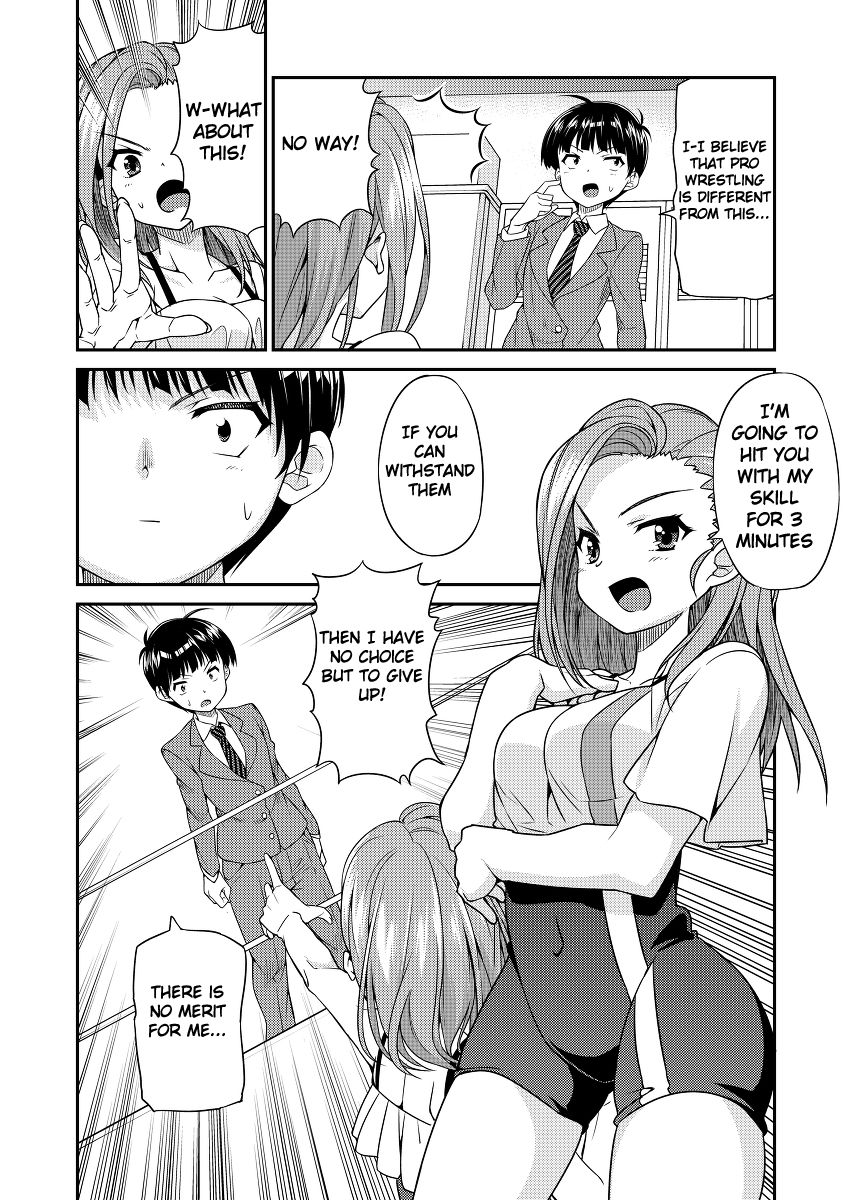 I-I BELIEVE
THAT PRO
WRESTLING
IS DIFFERENT
FROM THIS...
NO WAY!
W-WHAT
ABOUT
THIS!
I'M
GOING TO
HIT YOU
WITH MY
SKILL
FOR 3
MINUTES
IF YOU
CAN
WITHSTAND
THEM
THEN I HAVE
NO CHOICE
BUT TO GIVE
UP!
THERE IS
NO MERIT
FOR ME...